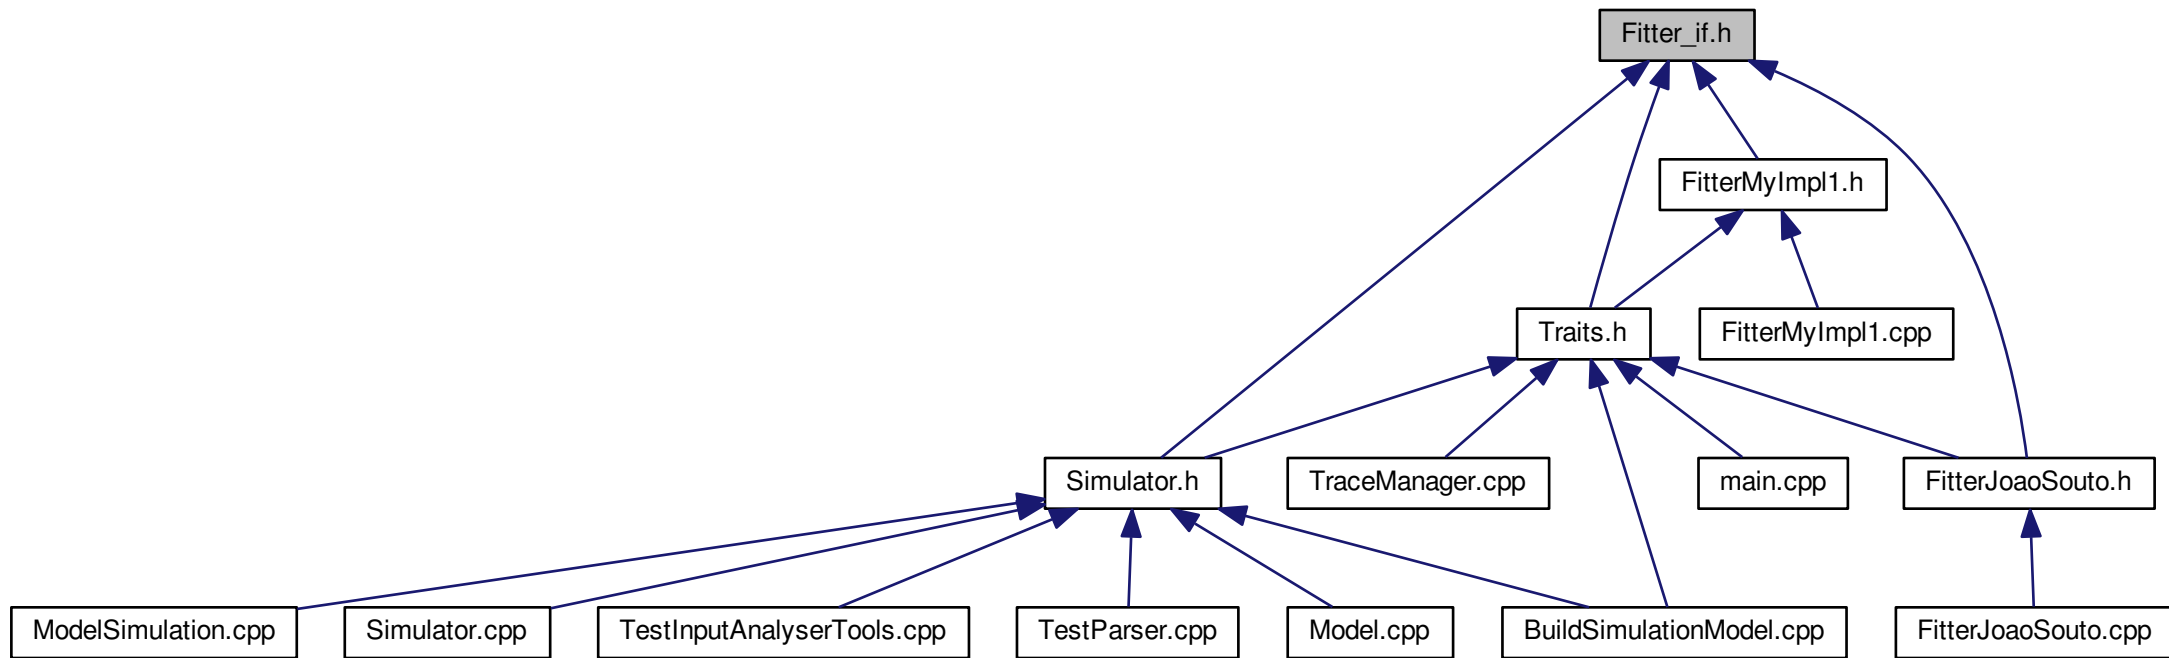 Fitter_if.h
FitterMyImpl1.h
Traits.h
FitterMyImpl1.cpp
Simulator.h
TraceManager.cpp
main.cpp
FitterJoaoSouto.h
ModelSimulation.cpp
Simulator.cpp
TestInputAnalyserTools.cpp
TestParser.cpp
Model.cpp
BuildSimulationModel.cpp
FitterJoaoSouto.cpp